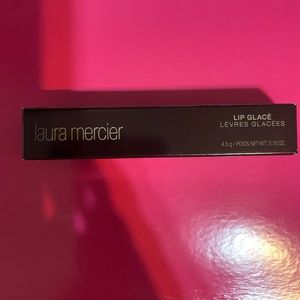 laura mercier
LIP GLACÉ
LÈVRES GLACÉES
4.5 g / POIDS NET WT. 0.15 OZ.